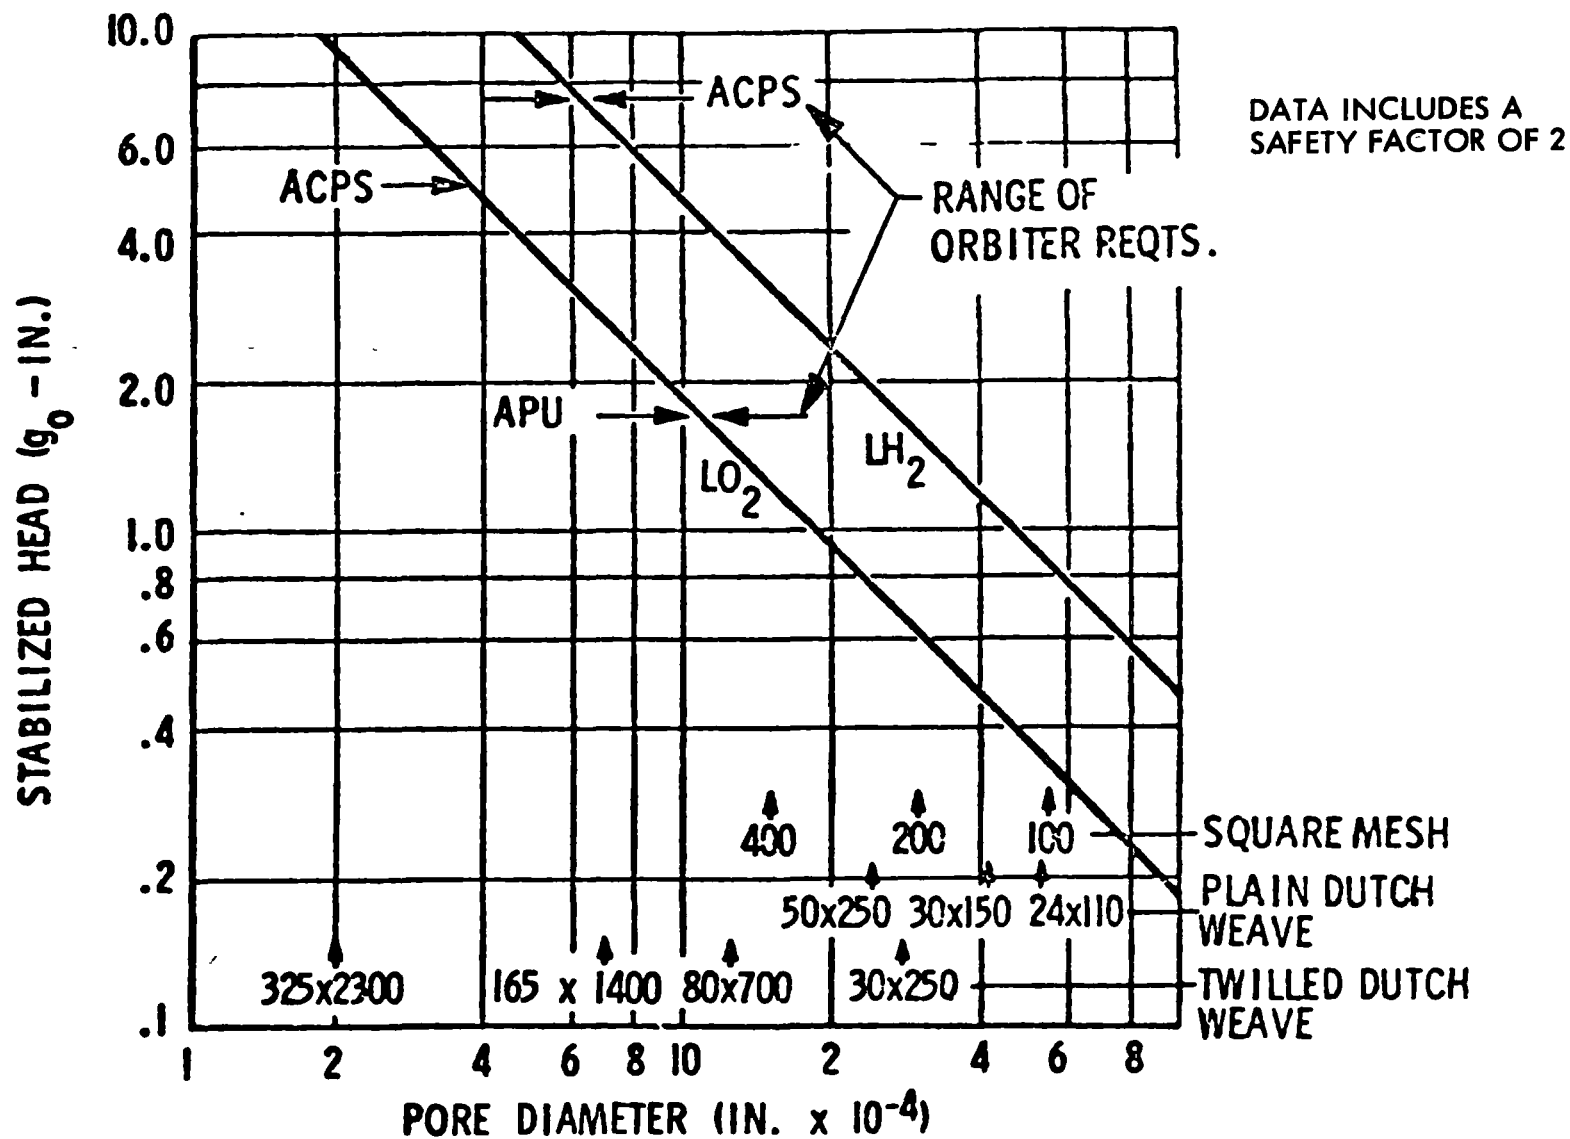 10.0
6.0
4.0
2.0
1.0
.8
.6
.4
.2
.1
STABILIZED HEAD (g0 - IN.)
ACPS
DATA INCLUDES A
SAFETY FACTOR OF 2
ACPS
RANGE OF
ORBITER REQTS.
APU
LH2
LO2
400
200
100
SQUARE MESH
50x250
30x150
24x110
PLAIN DUTCH
WEAVE
325x2300
165 x 1400
80x700
30x250
TWILLED DUTCH
WEAVE
1
2
4
6
8
10
2
4
6
8
PORE DIAMETER (IN. x 10-4)